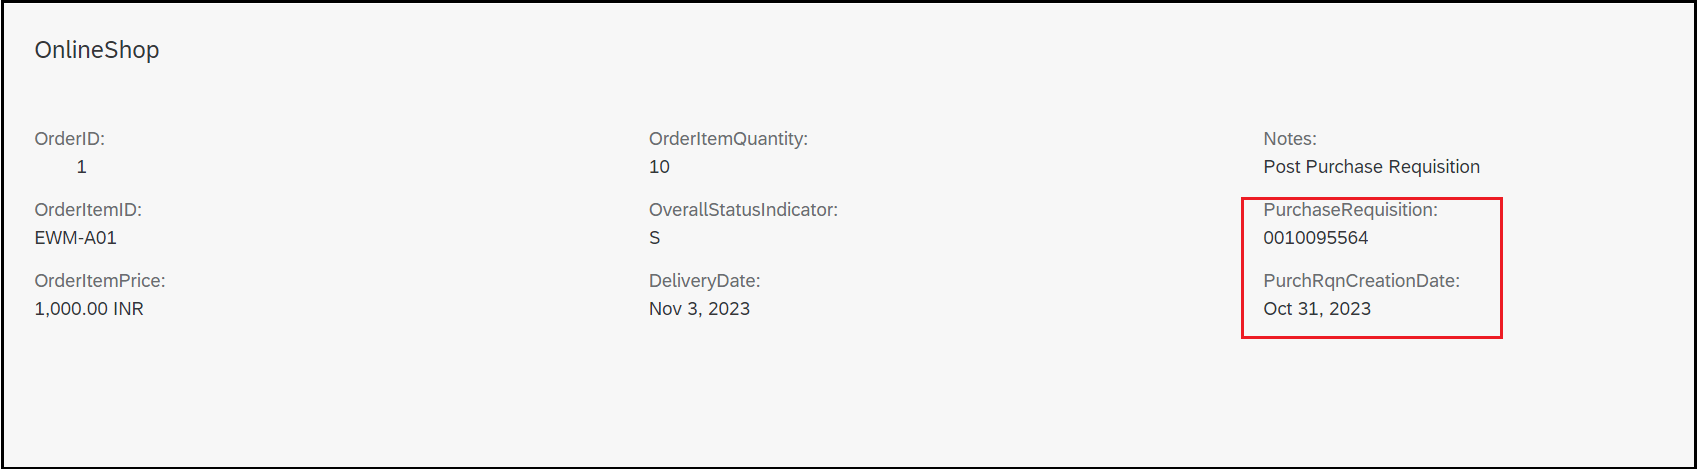 OnlineShop
OrderID:
1
OrderItemID:
EWM-A01
OrderItemPrice:
1,000.00 INR
OrderItemQuantity:
10
OverallStatusIndicator:
S
DeliveryDate:
Nov 3, 2023
Notes:
Post Purchase Requisition
PurchaseRequisition:
0010095564
PurchRqnCreationDate:
Oct 31, 2023